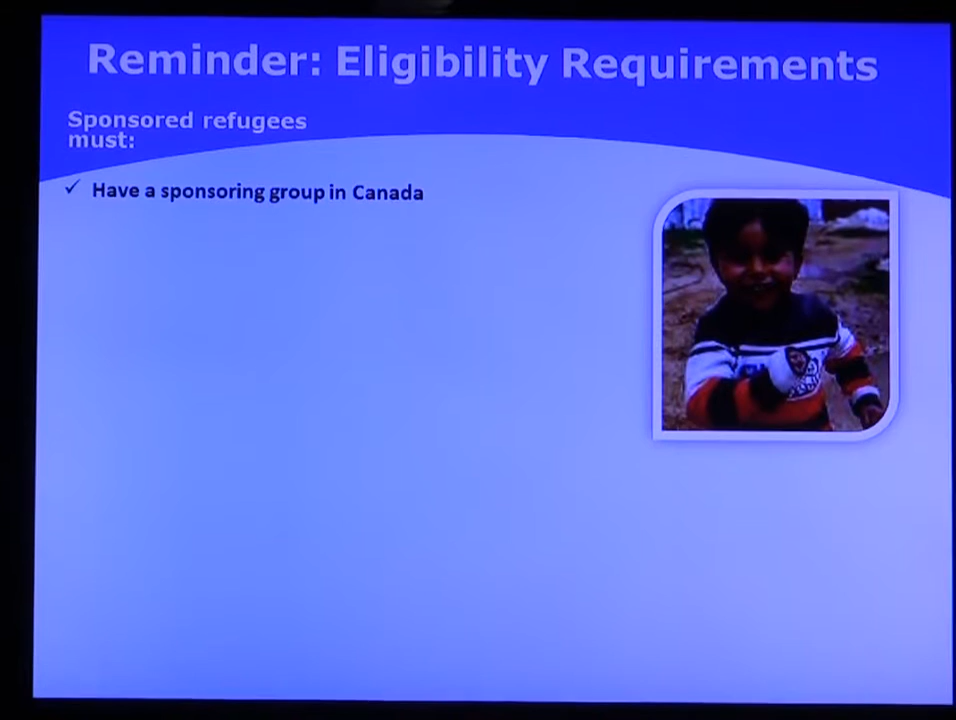 Reminder: Eligibility Requirements
Sponsored refugees
must:
✓ Have a sponsoring group in Canada